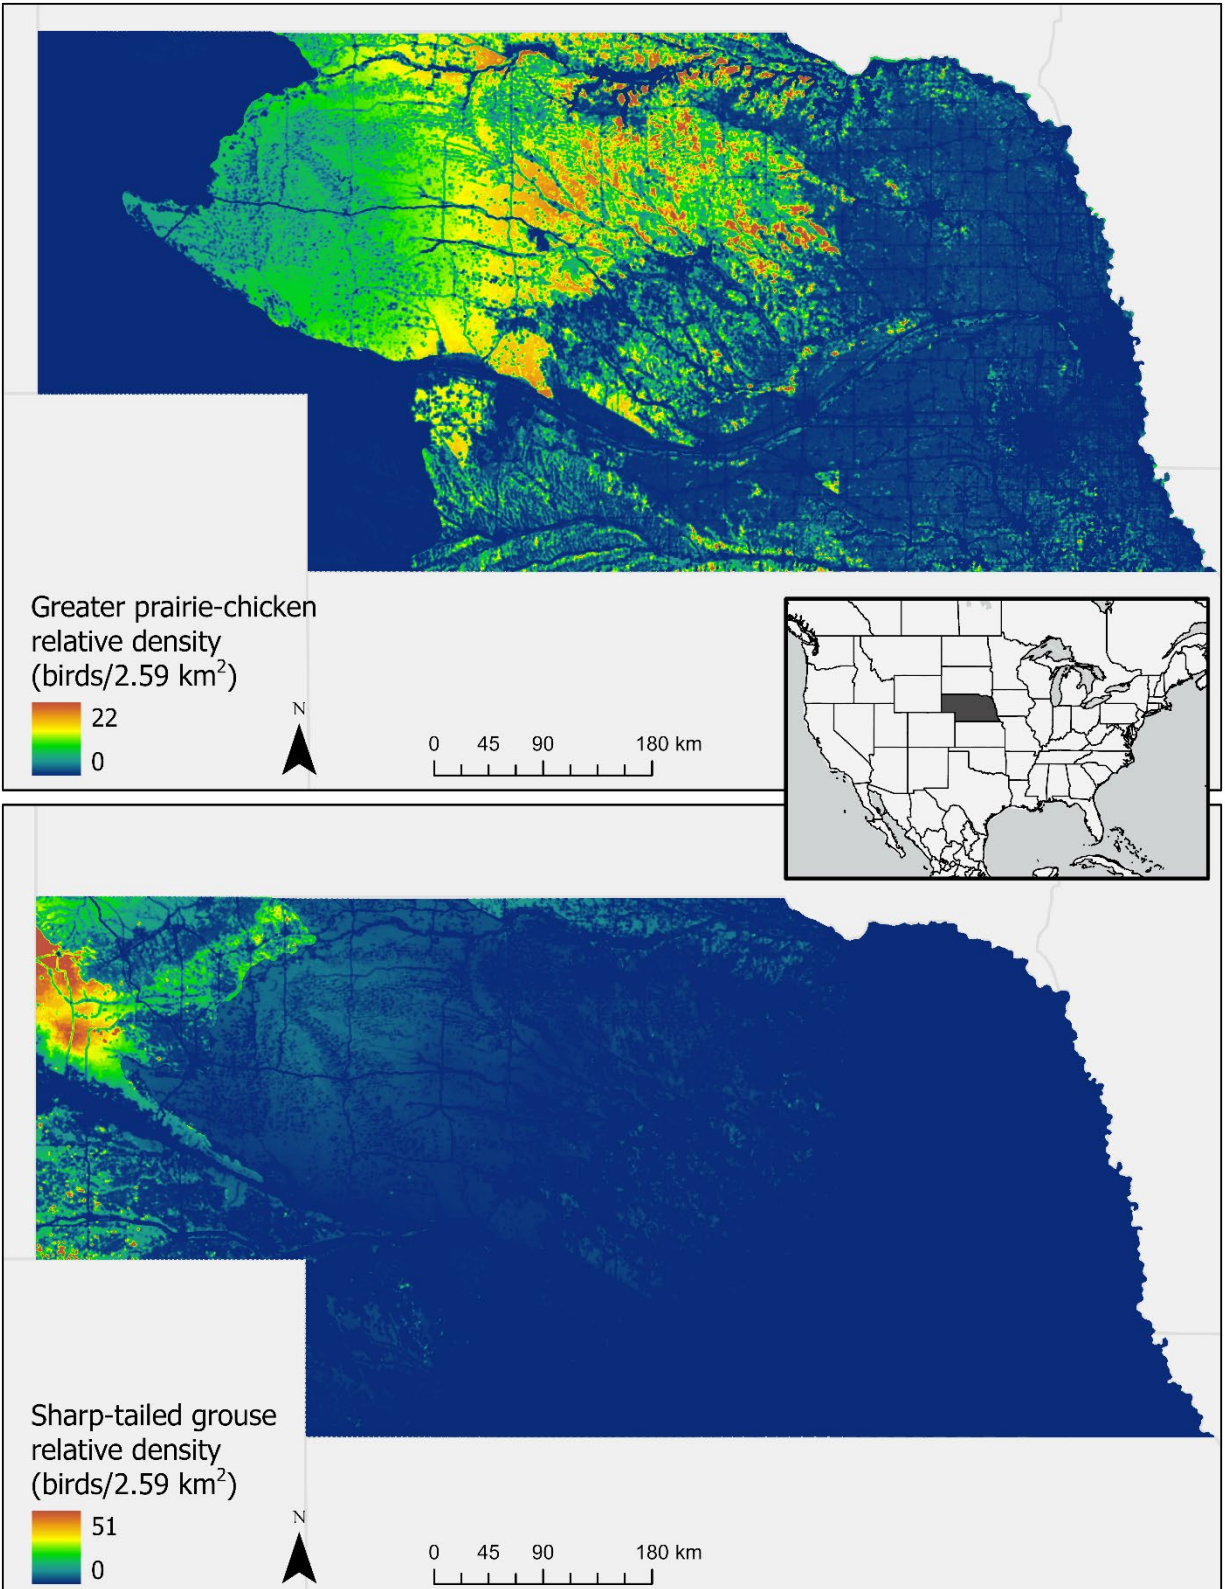 Greater prairie-chicken
relative density
(birds/2.59 km²)
22
0
N
0 45 90 180 km
Sharp-tailed grouse
relative density
(birds/2.59 km²)
51
0
N
0 45 90 180 km